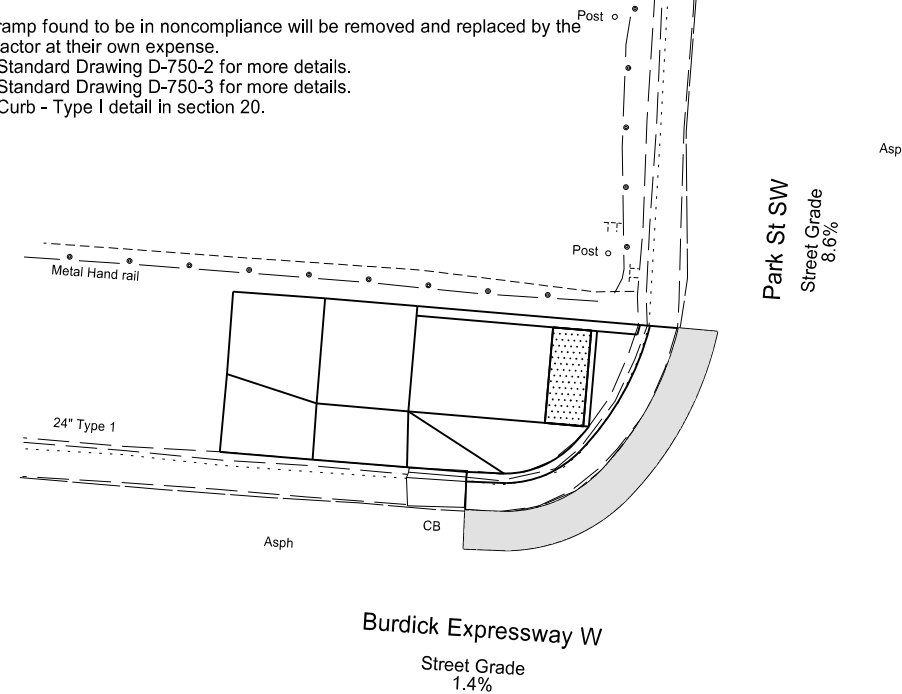 ramp found to be in noncompliance will be removed and replaced by the
actor at their own expense.
Standard Drawing D-750-2 for more details.
Standard Drawing D-750-3 for more details.
Curb - Type I detail in section 20.
Post
Asp
Park St SW
Street Grade
8.6%
Post
Metal Hand rail
24" Type 1
CB
Asph
Burdick Expressway W
Street Grade
1.4%